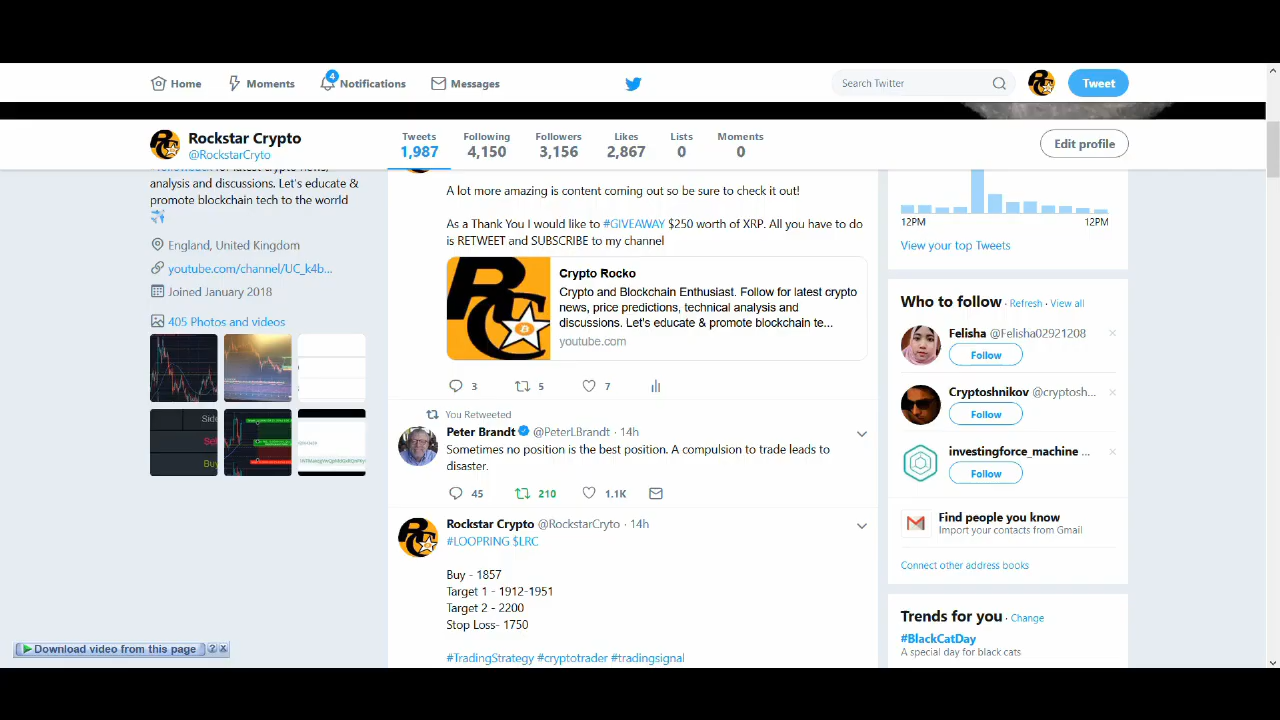 Home
Moments
4
Notifications
Messages
Search Twitter
Tweet
Rockstar Crypto
@RockstarCryto
Tweets
1,987
Following
4,150
Followers
3,156
Likes
2,867
Lists
0
Moments
0
Edit profile
for latest crypto news,
analysis and discussions. Let's educate &
promote blockchain tech to the worrld
England, United Kingdom
youtube.com/channel/UC_k4b...
Joined January 2018
405 Photos and videos
Side
Sel
Buy
A lot more amazing is content coming out so be sure to check it out!
As a Thank You I would like to #GIVEAWAY $250 worth of XRP. All you have to do
is RETWEET and SUBSCRIBE to my channel
Crypto Rocko
Crypto and Blockchain Enthusiast. Follow for latest crypto
news, price predictions, technical analysis and
discussions. Let's educate & promote blockchain te...
youtube.com
3
5
7
You Retweeted
Peter Brandt @PeterLBrandt · 14h
Sometimes no position is the best position. A compulsion to trade leads to
disaster.
45
210
1.1K
Rockstar Crypto @RockstarCryto · 14h
#LOOPRING $LRC
Buy - 1857
Target 1 - 1912-1951
Target 2 - 2200
Stop Loss- 1750
#TradingStrategy #cryptotrader #tradingsignal
12PM
12PM
View your top Tweets
Who to follow · Refresh · View all
Felisha @Felisha02921208
Follow
Cryptoshnikov @cryptosh...
Follow
investingforce_machine ...
Follow
Find people you know
Import your contacts from Gmail
Connect other address books
Trends for you · Change
#BlackCatDay
A special day for black cats
Download video from this page ? x